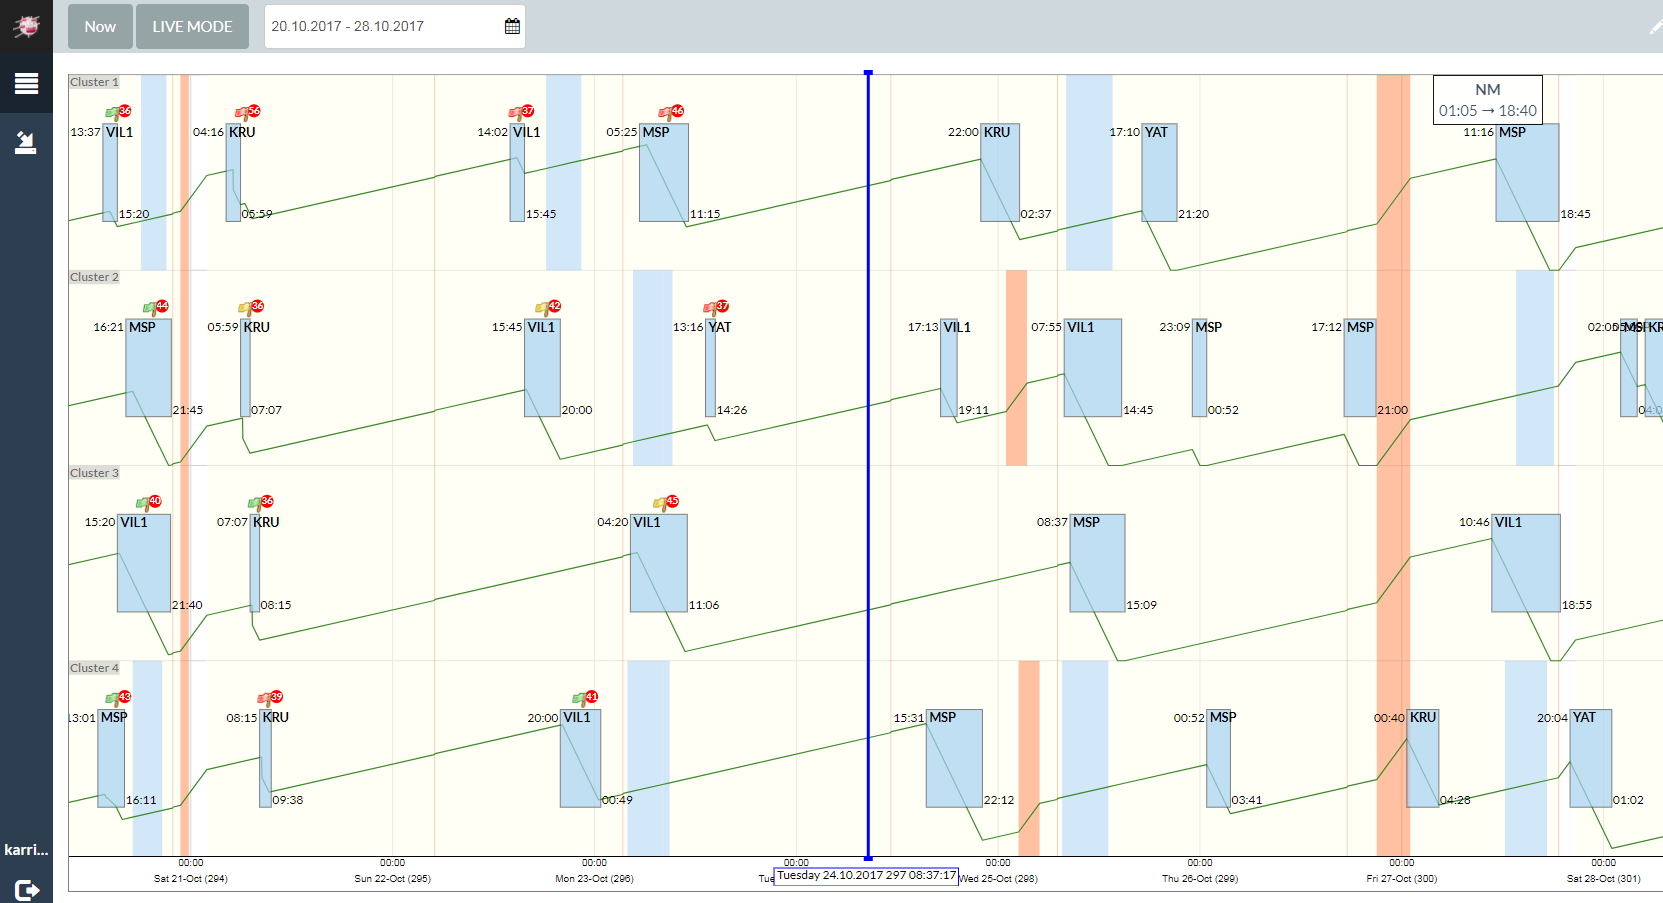 Now
LIVE MODE
20.10.2017 - 28.10.2017
Cluster 1
NM
01:05 → 18:40
36
56
37
46
13:37 VIL1
04:16 KRU
14:02 VIL1
05:25 MSP
22:00 KRU
17:10 YAT
11:16 MSP
15:20
05:59
15:45
11:15
02:37
21:20
18:45
Cluster 2
44
36
42
37
16:21 MSP
05:59 KRU
15:45 VIL1
13:16 YAT
17:13 VIL1
07:55 VIL1
23:09 MSP
17:12 MSP
02:05
21:45
07:07
20:00
14:26
19:11
14:45
00:52
21:00
Cluster 3
40
36
45
15:20 VIL1
07:07 KRU
04:20 VIL1
08:37 MSP
10:46 VIL1
21:40
08:15
11:06
15:09
18:55
Cluster 4
43
39
41
13:01 MSP
08:15 KRU
20:00 VIL1
15:31 MSP
00:52 MSP
00:40 KRU
20:04 YAT
16:11
09:38
00:49
22:12
03:41
04:28
01:02
karri...
00:00
00:00
00:00
00:00
00:00
00:00
00:00
00:00
Sat 21-Oct (294)
Sun 22-Oct (295)
Mon 23-Oct (296)
Tue
Tuesday 24.10.2017 297 08:37:17
Wed 25-Oct (298)
Thu 26-Oct (299)
Fri 27-Oct (300)
Sat 28-Oct (301)